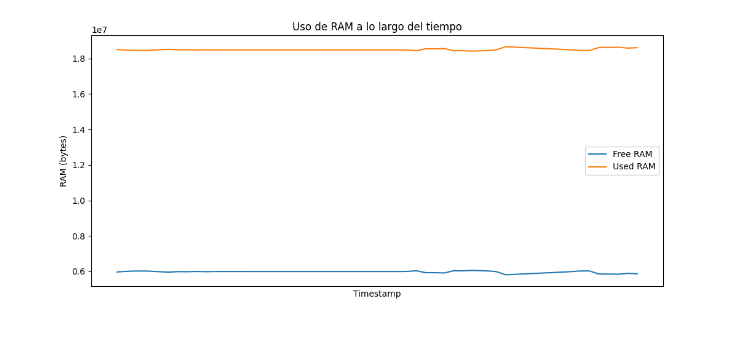 Uso de RAM a lo largo del tiempo
1e7
1.8
1.6
1.4
1.2
1.0
0.8
0.6
RAM (bytes)
Free RAM
Used RAM
Timestamp